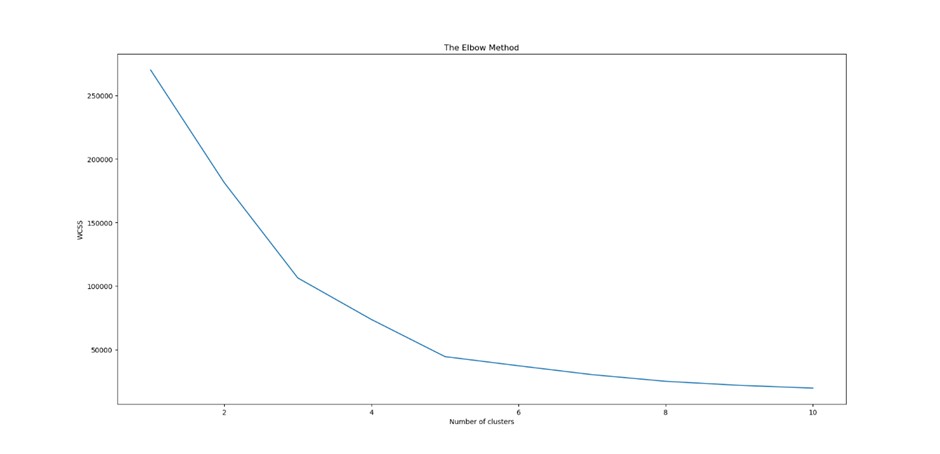 The Elbow Method
250000
200000
150000
100000
50000
WCSS
2 4 6 8 10
Number of clusters